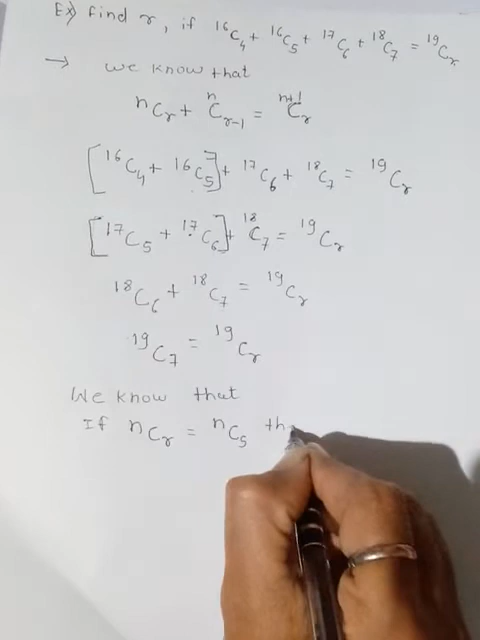 Ex) find r, if ¹⁶C₄ + ¹⁶C₅ + ¹⁷C₆ + ¹⁸C₇ = ¹⁹Cᵣ
→ we know that
ⁿCᵣ + ⁿCᵣ₋₁ = ⁿ⁺¹Cᵣ
[¹⁶C₄ + ¹⁶C₅] + ¹⁷C₆ + ¹⁸C₇ = ¹⁹Cᵣ
[¹⁷C₅ + ¹⁷C₆] + ¹⁸C₇ = ¹⁹Cᵣ
¹⁸C₆ + ¹⁸C₇ = ¹⁹Cᵣ
¹⁹C₇ = ¹⁹Cᵣ
We know that
If ⁿCᵣ = ⁿCₛ th